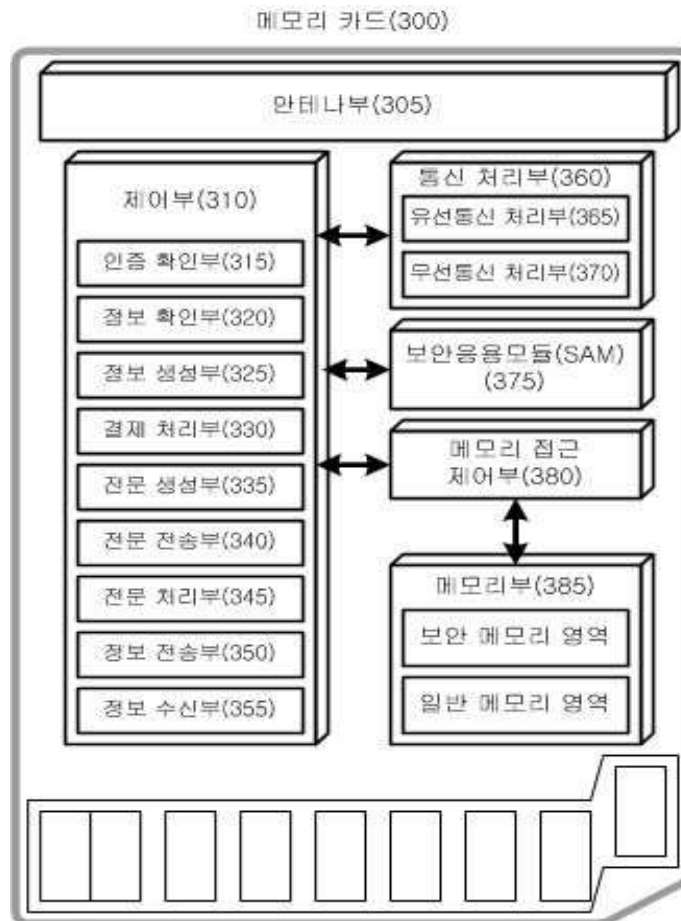 메모리 카드(300)
안테나부(305)
제어부(310)
인증 확인부(315)
정보 확인부(320)
정보 생성부(325)
결제 처리부(330)
전문 생성부(335)
전문 전송부(340)
전문 처리부(345)
정보 전송부(350)
정보 수신부(355)
통신 처리부(360)
유선통신 처리부(365)
무선통신 처리부(370)
보안응용모듈(SAM)
(375)
메모리 접근
제어부(380)
메모리부(385)
보안 메모리 영역
일반 메모리 영역